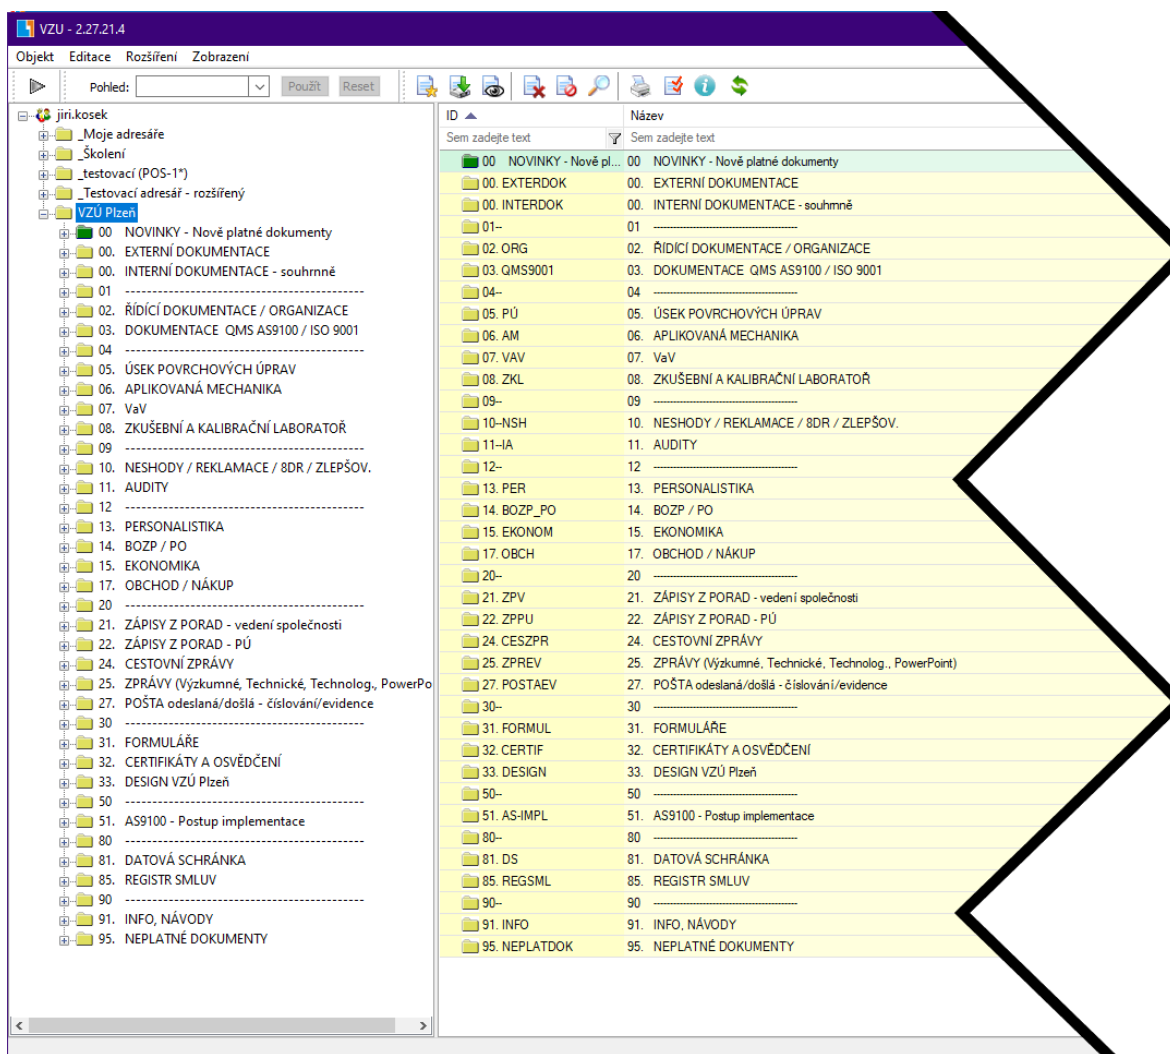 VZU - 2.27.21.4
Objekt Editace Rozšíření Zobrazení
Pohled: Použít Reset
jiri.kosek
_Moje adresáře
_Školení
_testovací (POS-1*)
_Testovací adresář - rozšířený
VZÚ Plzeň
00 NOVINKY - Nově platné dokumenty
00. EXTERNÍ DOKUMENTACE
00. INTERNÍ DOKUMENTACE - souhrnně
01 --------------------------------------------
02. ŘÍDÍCÍ DOKUMENTACE / ORGANIZACE
03. DOKUMENTACE QMS AS9100 / ISO 9001
04 --------------------------------------------
05. ÚSEK POVRCHOVÝCH ÚPRAV
06. APLIKOVANÁ MECHANIKA
07. VaV
08. ZKUŠEBNÍ A KALIBRAČNÍ LABORATOŘ
09 --------------------------------------------
10. NESHODY / REKLAMACE / 8DR / ZLEPŠOV.
11. AUDITY
12 --------------------------------------------
13. PERSONALISTIKA
14. BOZP / PO
15. EKONOMIKA
17. OBCHOD / NÁKUP
20 --------------------------------------------
21. ZÁPISY Z PORAD - vedení společnosti
22. ZÁPISY Z PORAD - PÚ
24. CESTOVNÍ ZPRÁVY
25. ZPRÁVY (Výzkumné, Technické, Technolog., PowerPo
27. POŠTA odeslaná/došlá - číslování/evidence
30 --------------------------------------------
31. FORMULÁŘE
32. CERTIFIKÁTY A OSVĚDČENÍ
33. DESIGN VZÚ Plzeň
50 --------------------------------------------
51. AS9100 - Postup implementace
80 --------------------------------------------
81. DATOVÁ SCHRÁNKA
85. REGISTR SMLUV
90 --------------------------------------------
91. INFO, NÁVODY
95. NEPLATNÉ DOKUMENTY
ID Název
Sem zadejte text Sem zadejte text
00 NOVINKY - Nově pl... 00 NOVINKY - Nově platné dokumenty
00. EXTERDOK 00. EXTERNÍ DOKUMENTACE
00. INTERDOK 00. INTERNÍ DOKUMENTACE - souhrnně
01-- 01 --------------------------------------------
02. ORG 02. ŘÍDÍCÍ DOKUMENTACE / ORGANIZACE
03. QMS9001 03. DOKUMENTACE QMS AS9100 / ISO 9001
04-- 04 --------------------------------------------
05. PÚ 05. ÚSEK POVRCHOVÝCH ÚPRAV
06. AM 06. APLIKOVANÁ MECHANIKA
07. VAV 07. VaV
08. ZKL 08. ZKUŠEBNÍ A KALIBRAČNÍ LABORATOŘ
09-- 09 --------------------------------------------
10--NSH 10. NESHODY / REKLAMACE / 8DR / ZLEPŠOV.
11--IA 11. AUDITY
12-- 12 --------------------------------------------
13. PER 13. PERSONALISTIKA
14. BOZP_PO 14. BOZP / PO
15. EKONOM 15. EKONOMIKA
17. OBCH 17. OBCHOD / NÁKUP
20-- 20 --------------------------------------------
21. ZPV 21. ZÁPISY Z PORAD - vedení společnosti
22. ZPPU 22. ZÁPISY Z PORAD - PÚ
24. CESZPR 24. CESTOVNÍ ZPRÁVY
25. ZPREV 25. ZPRÁVY (Výzkumné, Technické, Technolog., PowerPoint)
27. POSTAEV 27. POŠTA odeslaná/došlá - číslování/evidence
30-- 30 --------------------------------------------
31. FORMUL 31. FORMULÁŘE
32. CERTIF 32. CERTIFIKÁTY A OSVĚDČENÍ
33. DESIGN 33. DESIGN VZÚ Plzeň
50-- 50 --------------------------------------------
51. AS-IMPL 51. AS9100 - Postup implementace
80-- 80 --------------------------------------------
81. DS 81. DATOVÁ SCHRÁNKA
85. REGSML 85. REGISTR SMLUV
90-- 90 --------------------------------------------
91. INFO 91. INFO, NÁVODY
95. NEPLATDOK 95. NEPLATNÉ DOKUMENTY